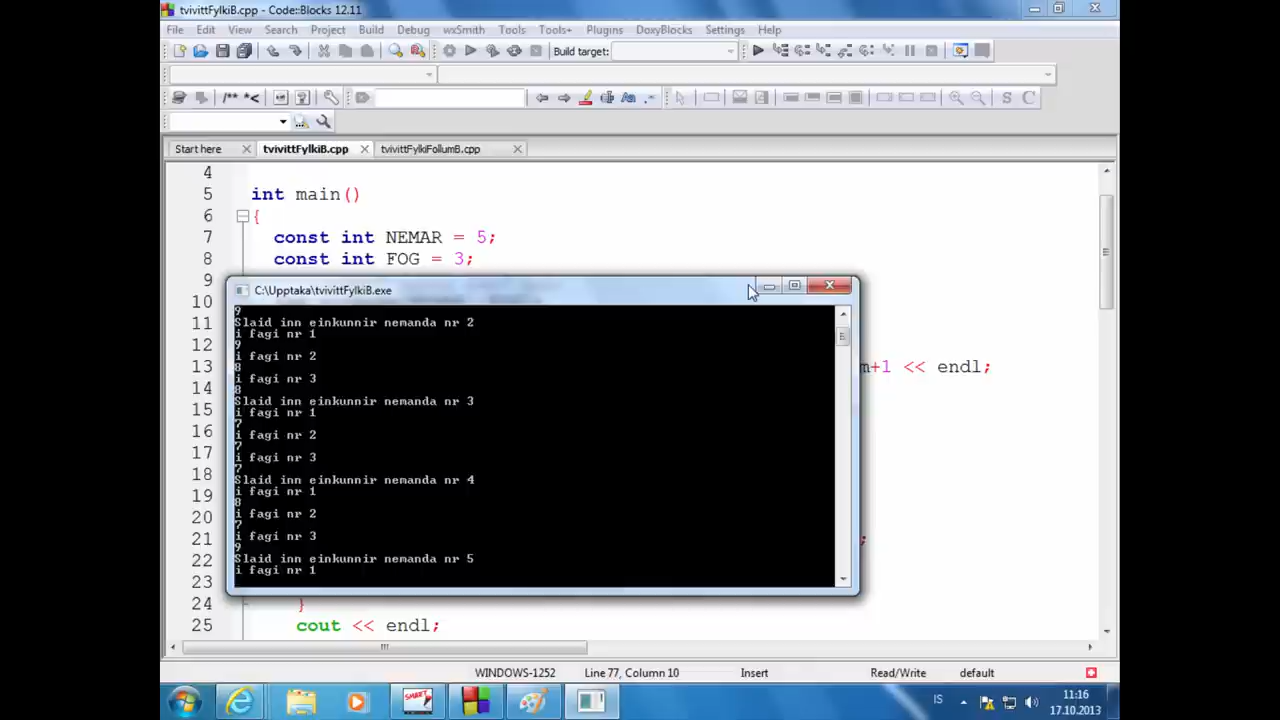 tvivittFylkiB.cpp - Code::Blocks 12.11
File Edit View Search Project Build Debug wxSmith Tools Tools+ Plugins DoxyBlocks Settings Help
Build target:
/** *<
S C
Start here tvivittFylkiB.cpp tvivittFylkiFollumB.cpp
4
5 int main()
6 {
7 const int NEMAR = 5;
8 const int FOG = 3;
9
C:\Upptaka\tvivittFylkiB.exe
10
9
11 Slaid inn einkunnir nemanda nr 2
i fagi nr 1
12 9
i fagi nr 2
13 8 m+1 << endl;
i fagi nr 3
14 8
Slaid inn einkunnir nemanda nr 3
15 i fagi nr 1
7
16 i fagi nr 2
7
17 i fagi nr 3
7
18 Slaid inn einkunnir nemanda nr 4
19 i fagi nr 1
8
20 i fagi nr 2
7
21 i fagi nr 3 ;
9
22 Slaid inn einkunnir nemanda nr 5
i fagi nr 1
23
24 }
25 cout << endl;
WINDOWS-1252 Line 77, Column 10 Insert Read/Write default
SMART
IS 11:16
17.10.2013